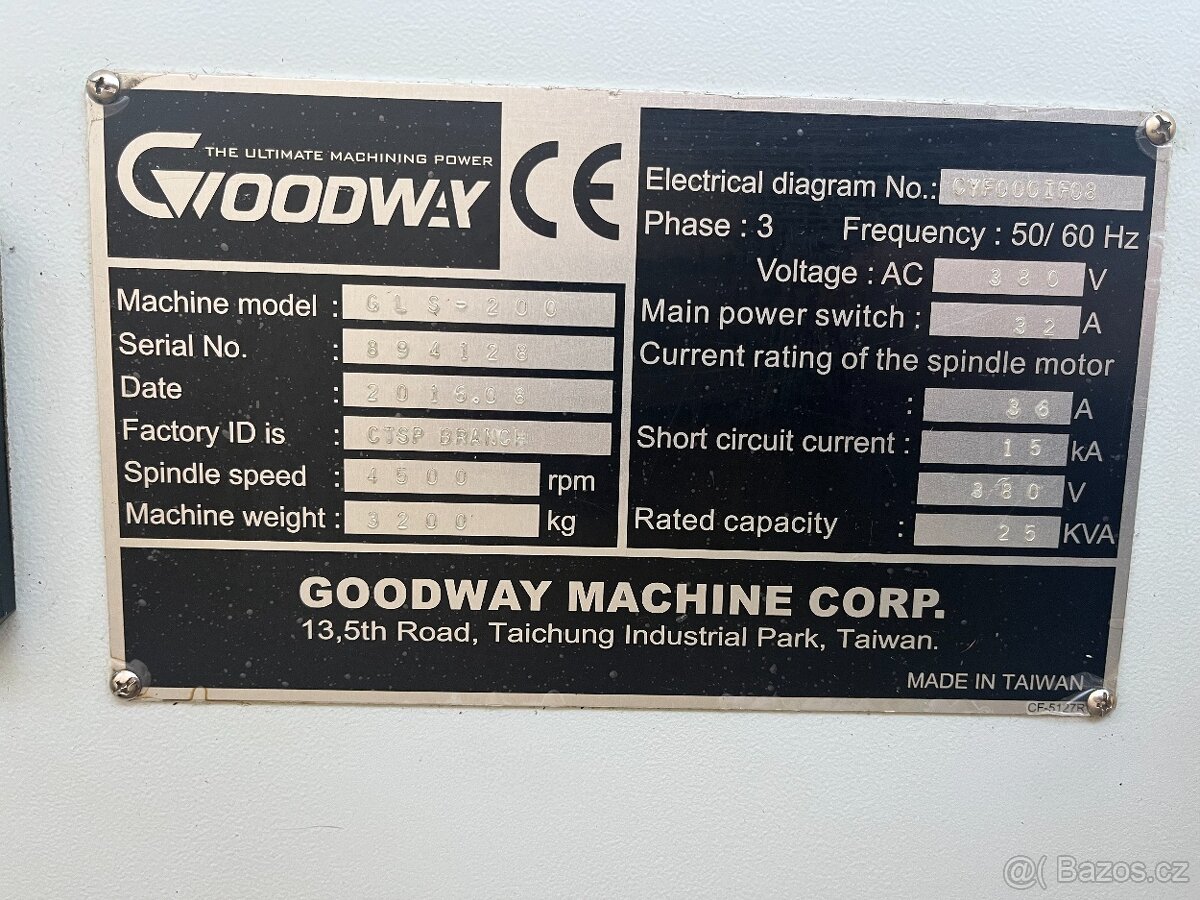 THE ULTIMATE MACHINING POWER
GOODWAY
CE
Machine model : GLS-200
Serial No. : 894128
Date : 2016.08
Factory ID is : CTSP BRANCH
Spindle speed : 4500 rpm
Machine weight : 3200 kg
Electrical diagram No.:
Phase : 3 Frequency : 50/ 60 Hz
Voltage : AC 380 V
Main power switch : 32 A
Current rating of the spindle motor
: 36 A
Short circuit current : 15 kA
380 V
Rated capacity : 25 KVA
GOODWAY MACHINE CORP.
13,5th Road, Taichung Industrial Park, Taiwan.
MADE IN TAIWAN
CF-5127R
@( Bazos.cz